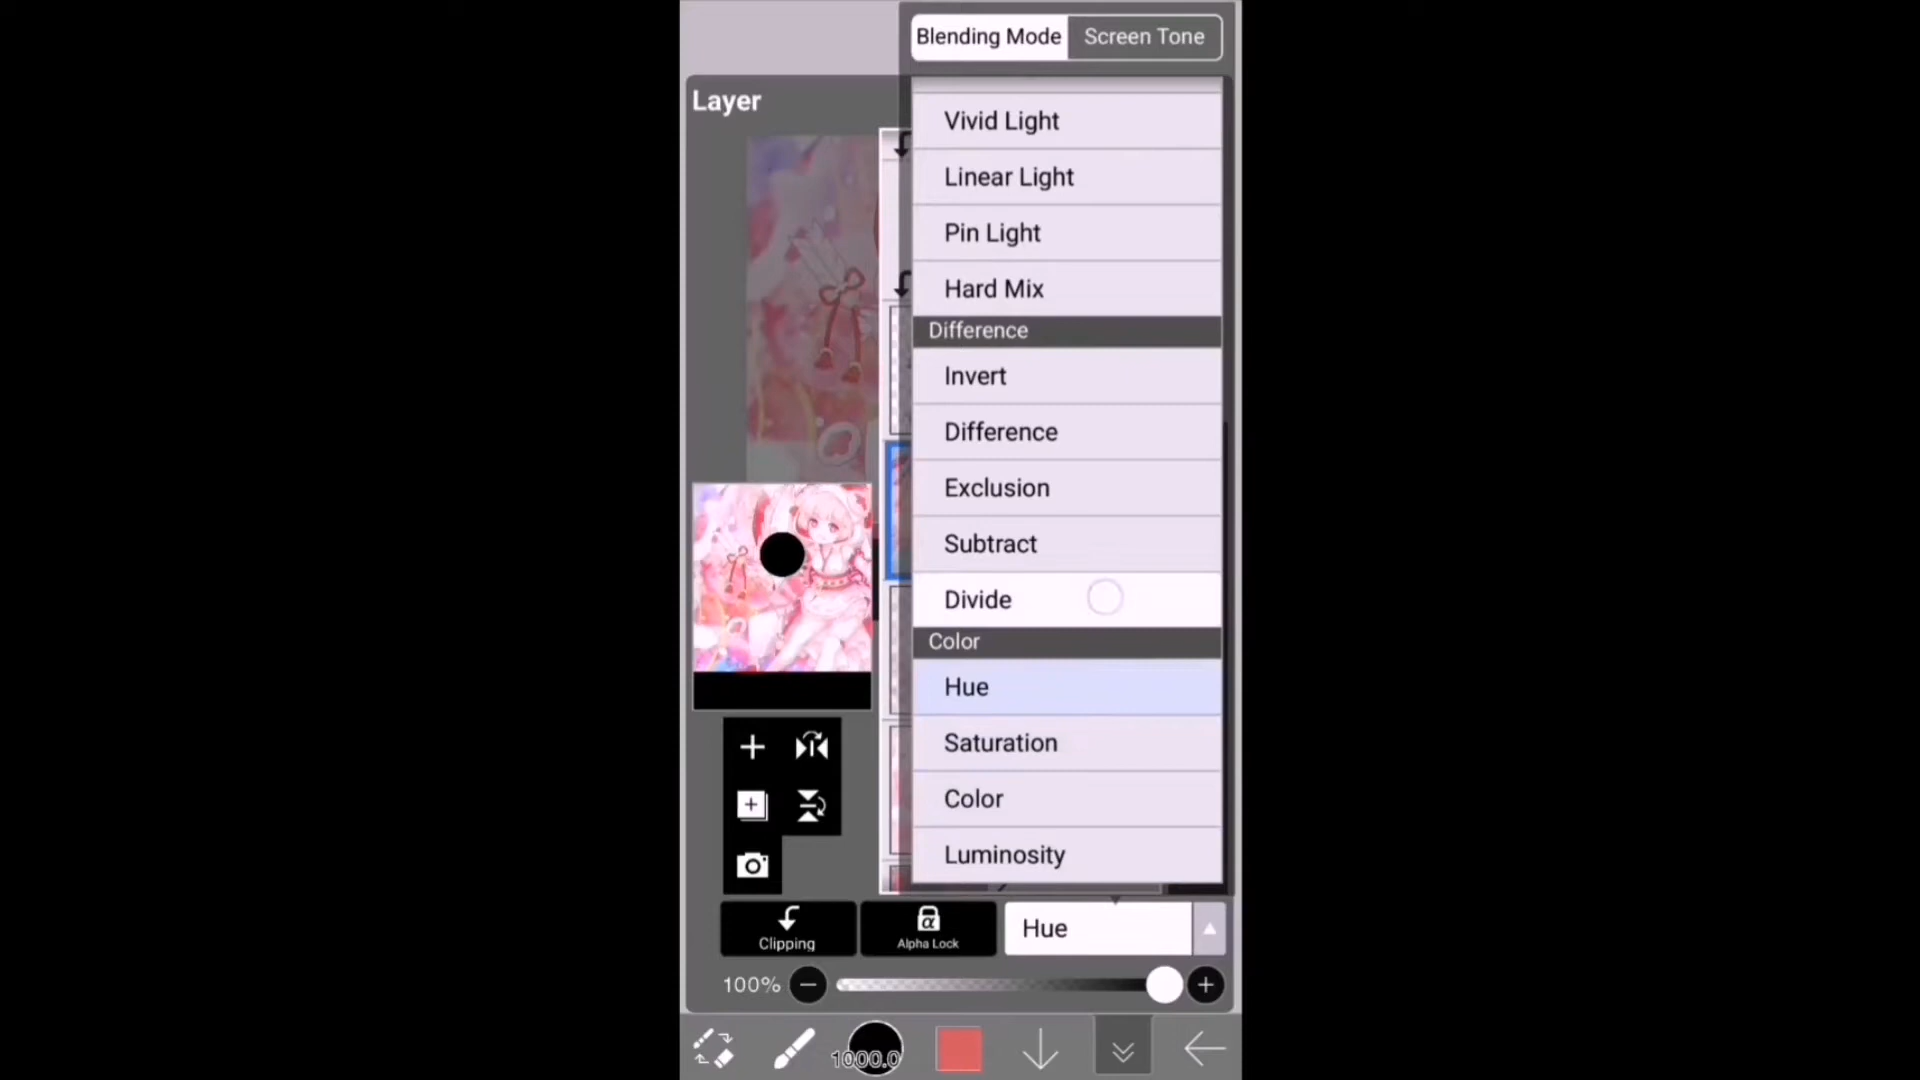 Blending Mode
Screen Tone
Layer
Vivid Light
Linear Light
Pin Light
Hard Mix
Difference
Invert
Difference
Exclusion
Subtract
Divide
Color
Hue
Saturation
Color
Luminosity
Clipping
Alpha Lock
Hue
100%
1000.0